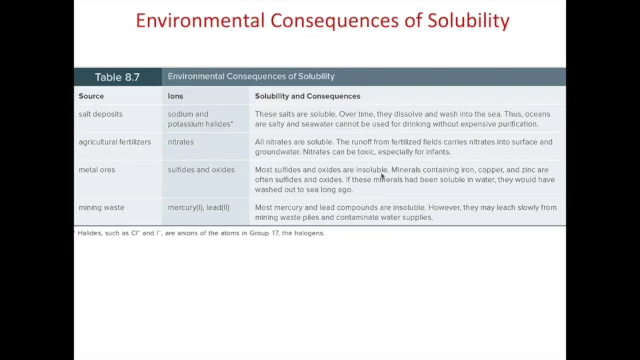 Environmental Consequences of Solubility
Table 8.7 Environmental Consequences of Solubility
Source Ions Solubility and Consequences
salt deposits sodium and potassium halides* These salts are soluble. Over time, they dissolve and wash into the sea. Thus, oceans
are salty and seawater cannot be used for drinking without expensive purification.
agricultural fertilizers nitrates All nitrates are soluble. The runoff from fertilized fields carries nitrates into surface and
groundwater. Nitrates can be toxic, especially for infants.
metal ores sulfides and oxides Most sulfides and oxides are insoluble. Minerals containing iron, copper, and zinc are
often sulfides and oxides. If these minerals had been soluble in water, they would have
washed out to sea long ago.
mining waste mercury(I), lead(II) Most mercury and lead compounds are insoluble. However, they may leach slowly from
mining waste piles and contaminate water supplies.
* Halides, such as Cl⁻ and I⁻, are anions of the atoms in Group 17, the halogens.